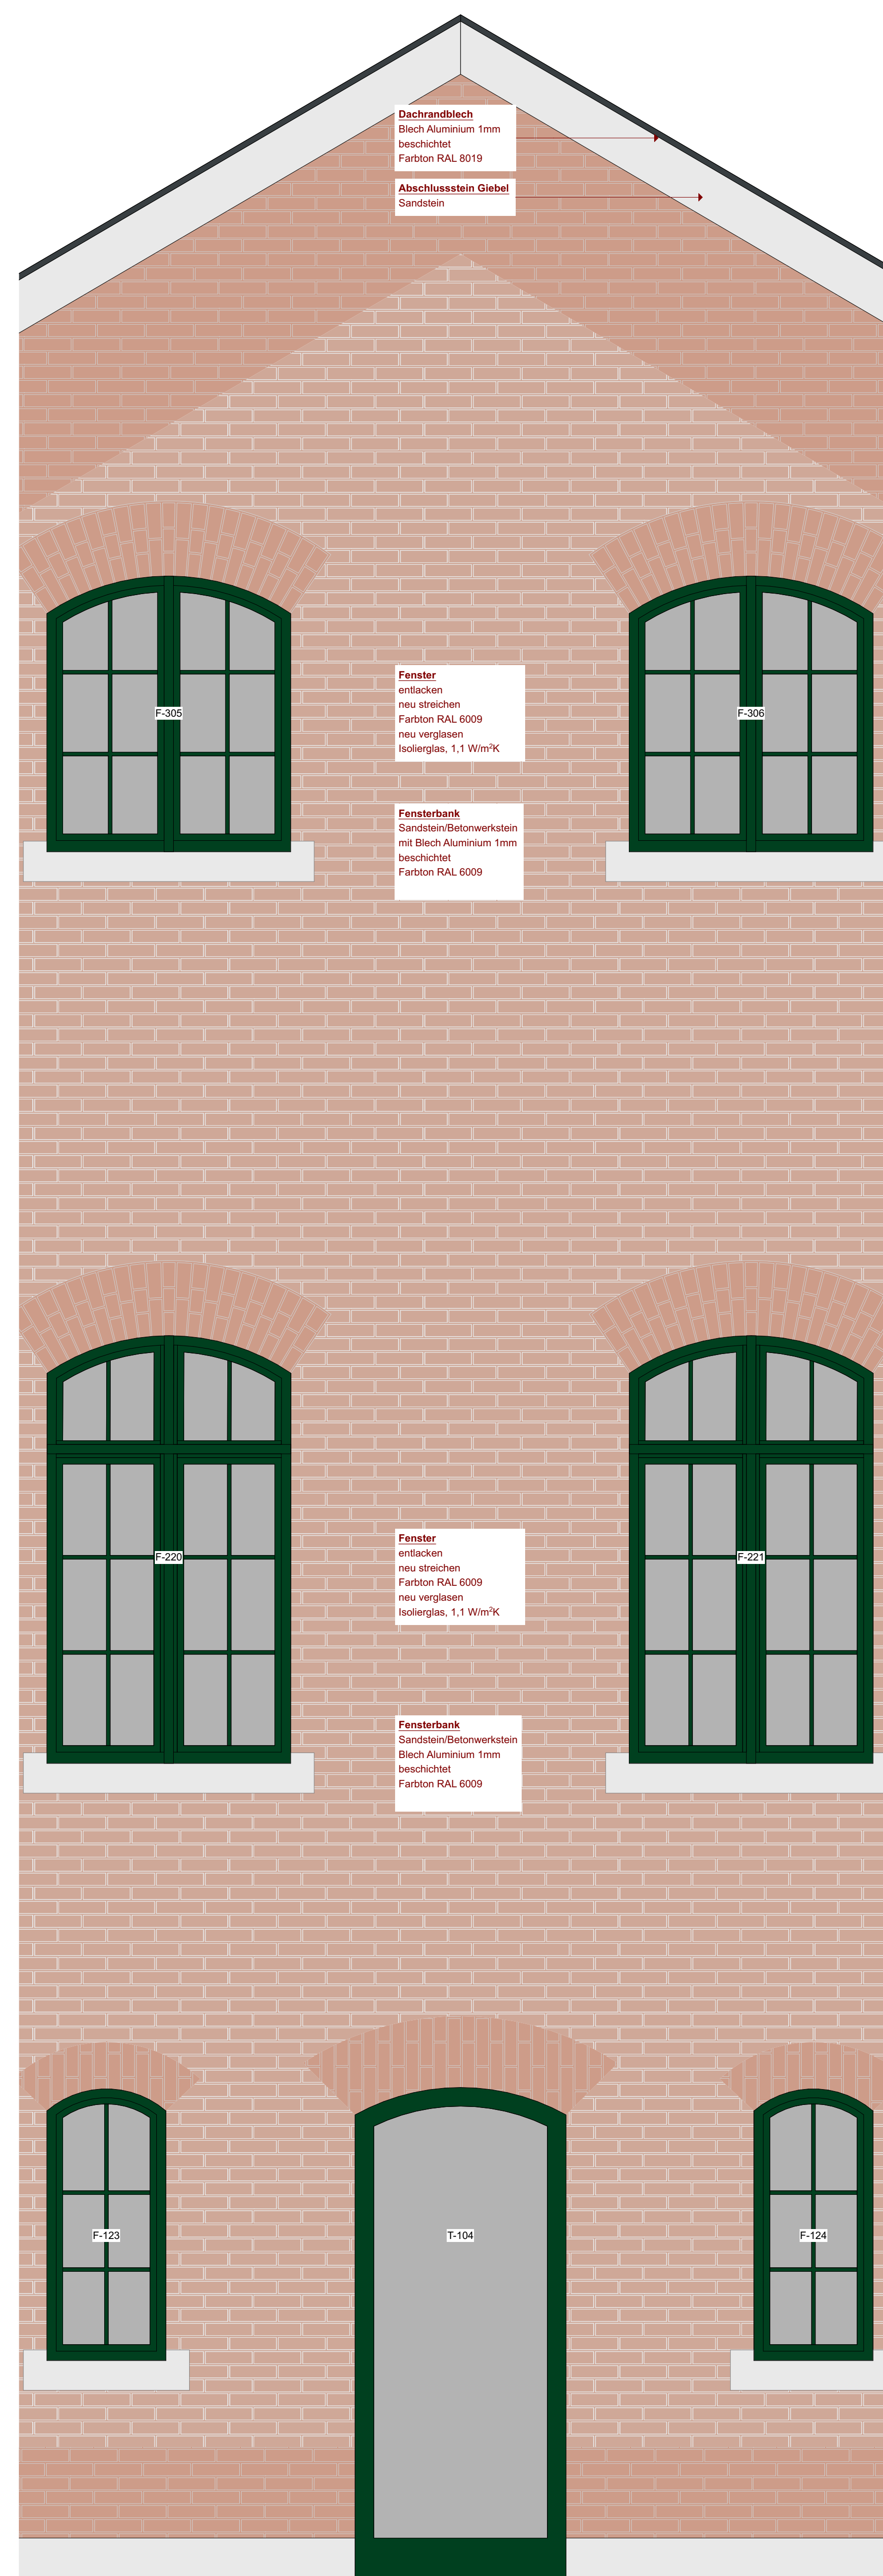 Dachrandblech
Blech Aluminium 1mm
beschichtet
Farbton RAL 8019
Abschlussstein Giebel
Sandstein
Fenster
entlacken
neu streichen
Farbton RAL 6009
neu verglasen
Isolierglas, 1,1 W/m²K
F-305
F-306
Fensterbank
Sandstein/Betonwerkstein
mit Blech Aluminium 1mm
beschichtet
Farbton RAL 6009
Fenster
entlacken
neu streichen
Farbton RAL 6009
neu verglasen
Isolierglas, 1,1 W/m²K
F-220
F-221
Fensterbank
Sandstein/Betonwerkstein
Blech Aluminium 1mm
beschichtet
Farbton RAL 6009
F-123
T-104
F-124